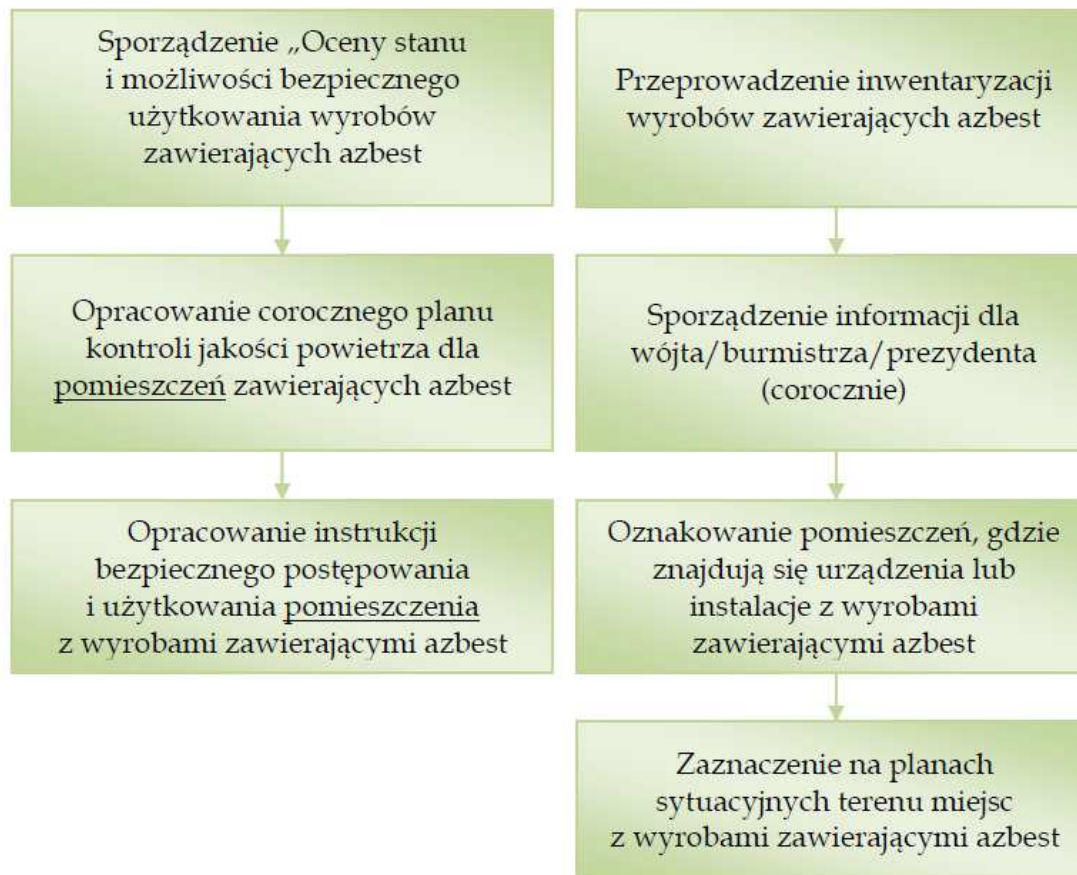 Sporządzenie „Oceny stanu
i możliwości bezpiecznego
użytkowania wyrobów
zawierających azbest
Opracowanie corocznego planu
kontroli jakości powietrza dla
pomieszczeń zawierających azbest
Opracowanie instrukcji
bezpiecznego postępowania
i użytkowania pomieszczenia
z wyrobami zawierającymi azbest
Przeprowadzenie inwentaryzacji
wyrobów zawierających azbest
Sporządzenie informacji dla
wójta/burmistrza/prezydenta
(corocznie)
Oznakowanie pomieszczeń, gdzie
znajdują się urządzenia lub
instalacje z wyrobami
zawierającymi azbest
Zaznaczenie na planach
sytuacyjnych terenu miejsc
z wyrobami zawierającymi azbest